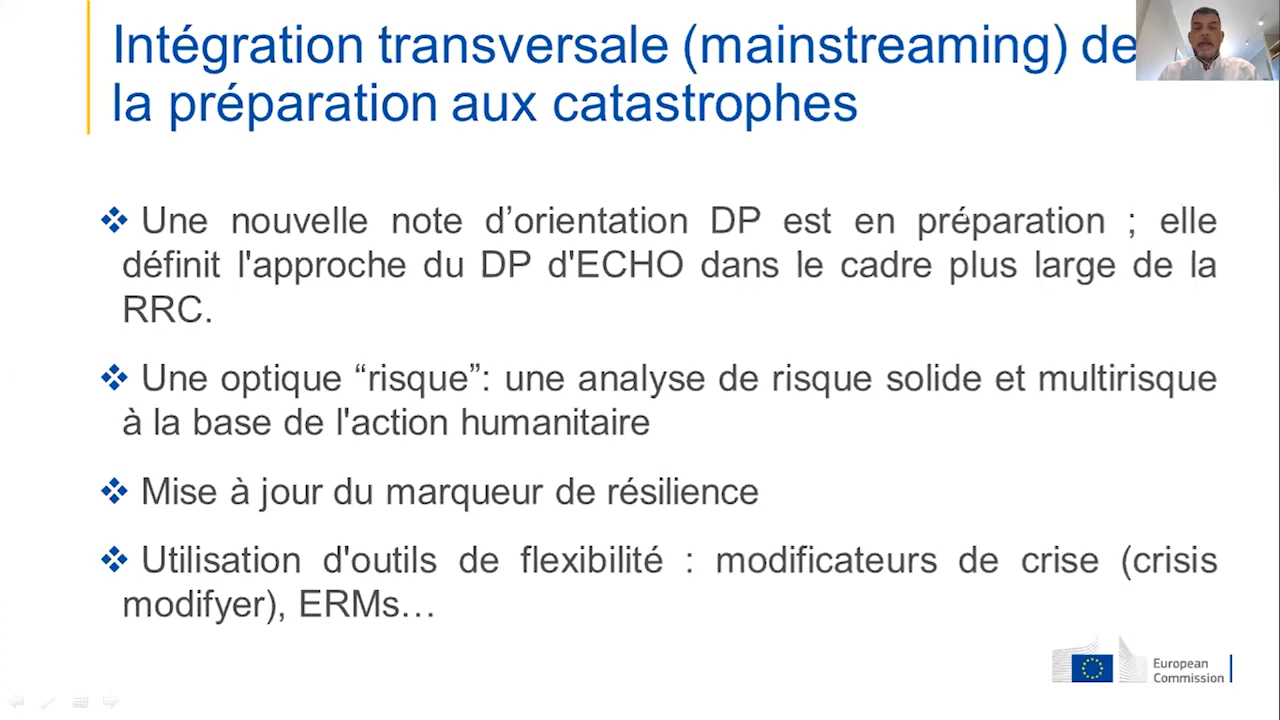 Intégration transversale (mainstreaming) de
la préparation aux catastrophes
❖ Une nouvelle note d’orientation DP est en préparation ; elle
définit l'approche du DP d'ECHO dans le cadre plus large de la
RRC.
❖ Une optique “risque”: une analyse de risque solide et multirisque
à la base de l'action humanitaire
❖ Mise à jour du marqueur de résilience
❖ Utilisation d'outils de flexibilité : modificateurs de crise (crisis
modifyer), ERMs…
European
Commission